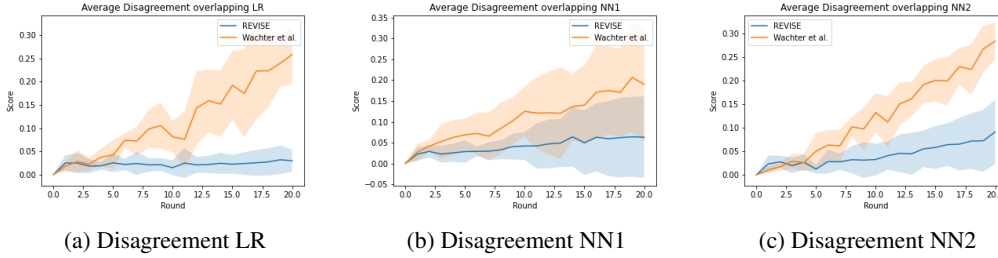 Average Disagreement overlapping LR
REVISE
Wachter et al.
0.30
0.25
0.20
0.15
0.10
0.05
0.00
Score
0.0 2.5 5.0 7.5 10.0 12.5 15.0 17.5 20.0
Round
(a) Disagreement LR
Average Disagreement overlapping NN1
REVISE
Wachter et al.
0.30
0.25
0.20
0.15
0.10
0.05
0.00
−0.05
Score
0.0 2.5 5.0 7.5 10.0 12.5 15.0 17.5 20.0
Round
(b) Disagreement NN1
Average Disagreement overlapping NN2
REVISE
Wachter et al.
0.30
0.25
0.20
0.15
0.10
0.05
0.00
Score
0.0 2.5 5.0 7.5 10.0 12.5 15.0 17.5 20.
Round
(c) Disagreement NN2